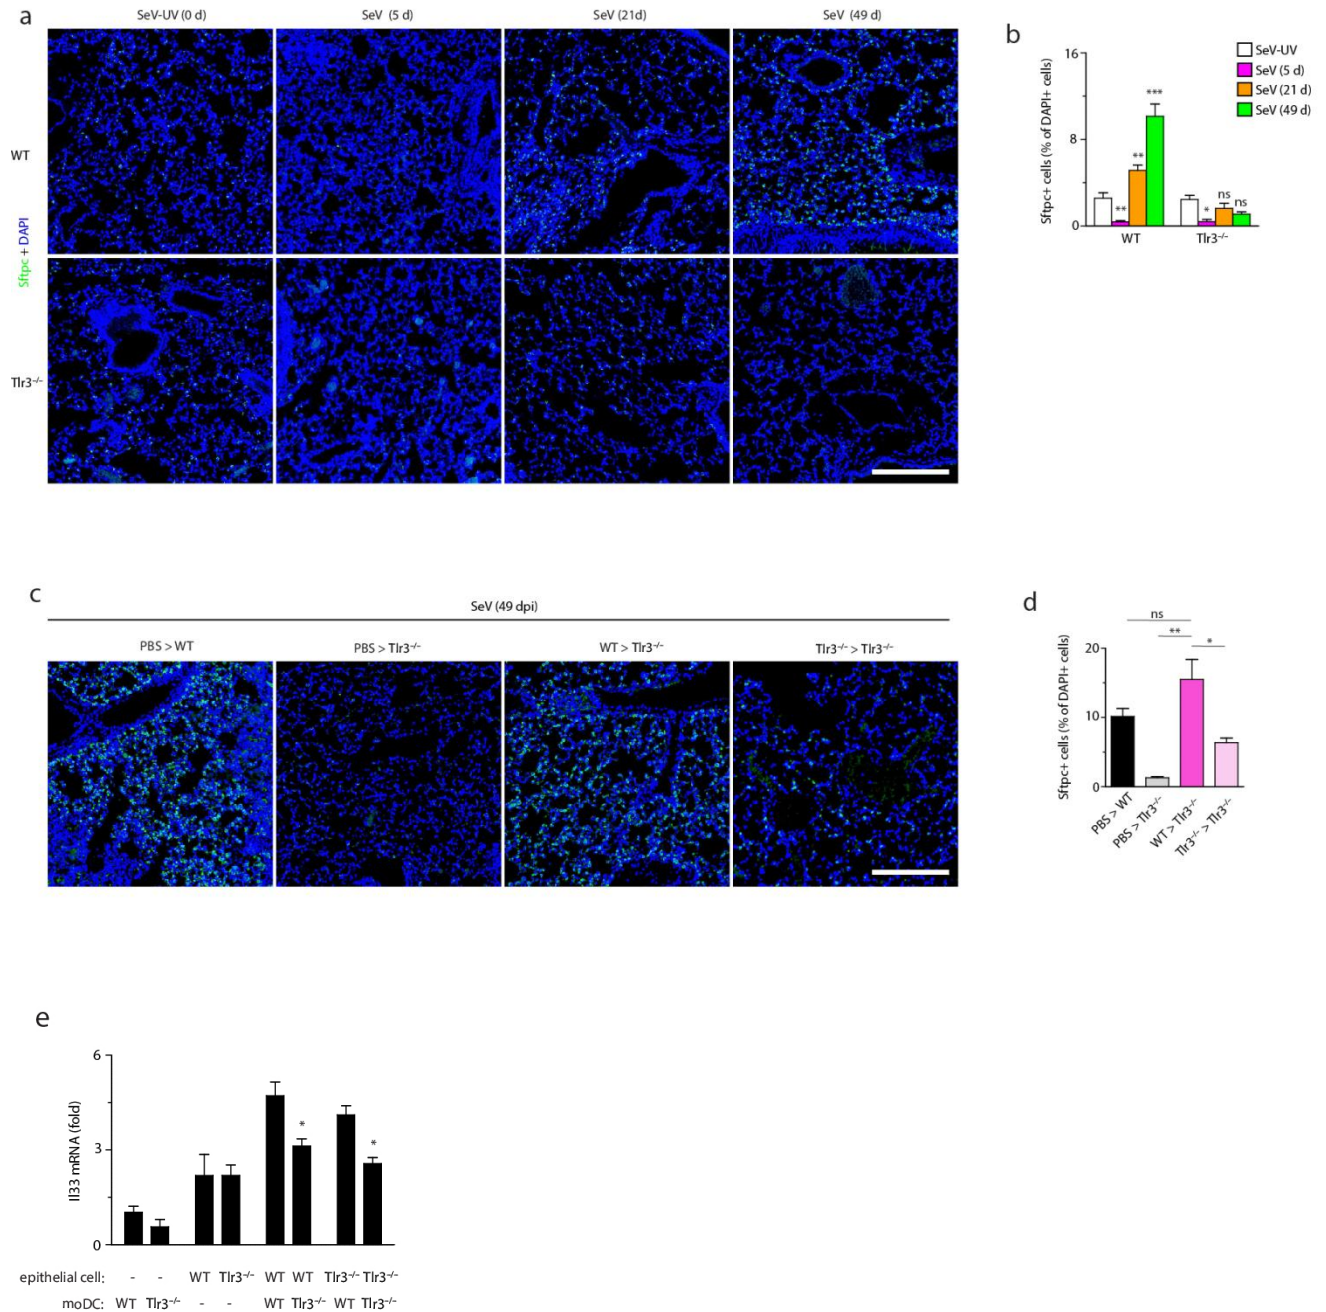 a
SeV-UV (0 d)
SeV (5 d)
SeV (21d)
SeV (49 d)
WT
Tlr3–/–
Sftpc + DAPI
b
SeV-UV
SeV (5 d)
SeV (21 d)
SeV (49 d)
Sftpc+ cells (% of DAPI+ cells)
16
8
0
**
**
***
*
ns
ns
WT
Tlr3–/–
c
SeV (49 dpi)
PBS > WT
PBS > Tlr3–/–
WT > Tlr3–/–
Tlr3–/– > Tlr3–/–
d
ns
**
*
Sftpc+ cells (% of DAPI+ cells)
20
10
0
PBS > WT
PBS > Tlr3–/–
WT > Tlr3–/–
Tlr3–/– > Tlr3–/–
e
Il33 mRNA (fold)
6
3
0
*
*
epithelial cell: - - WT Tlr3–/– WT WT Tlr3–/– Tlr3–/–
moDC: WT Tlr3–/– - - WT Tlr3–/– WT Tlr3–/–